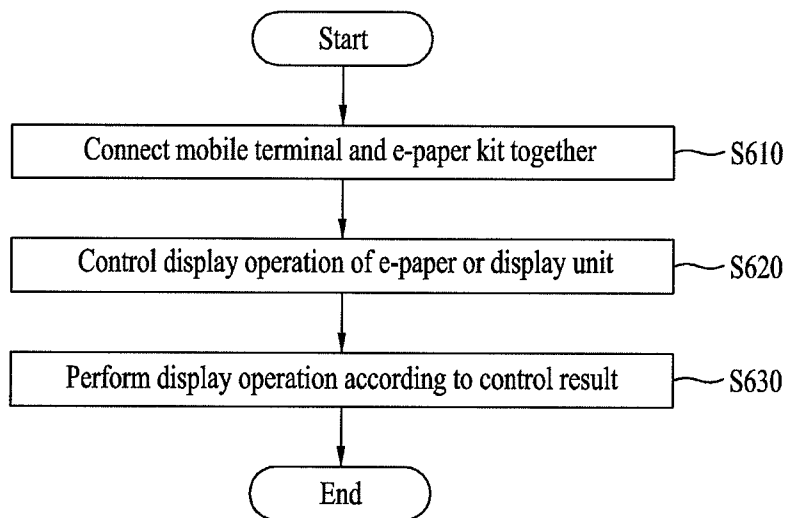 Start
Connect mobile terminal and e-paper kit together
S610
Control display operation of e-paper or display unit
S620
Perform display operation according to control result
S630
End